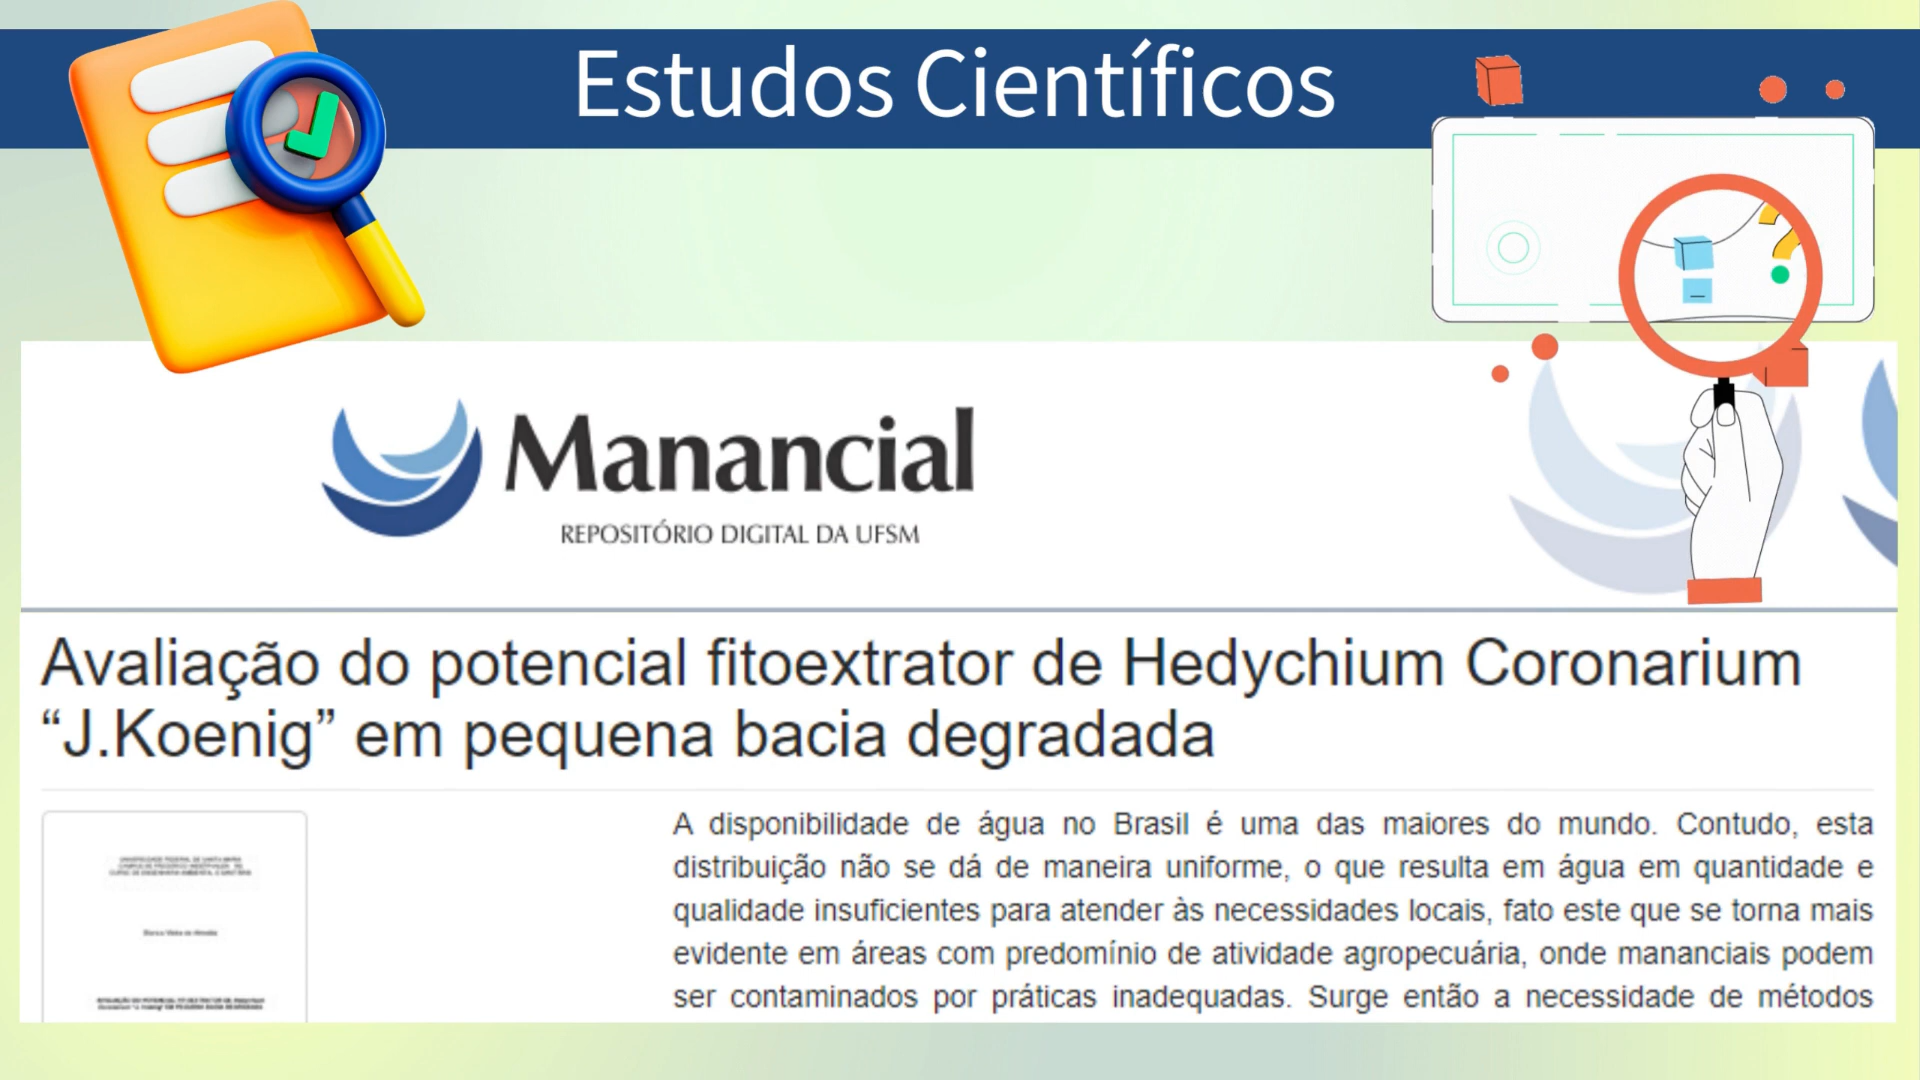 Estudos Científicos
Manancial
REPOSITÓRIO DIGITAL DA UFSM
Avaliação do potencial fitoextrator de Hedychium Coronarium
“J.Koenig” em pequena bacia degradada
A disponibilidade de água no Brasil é uma das maiores do mundo. Contudo, esta
distribuição não se dá de maneira uniforme, o que resulta em água em quantidade e
qualidade insuficientes para atender às necessidades locais, fato este que se torna mais
evidente em áreas com predomínio de atividade agropecuária, onde mananciais podem
ser contaminados por práticas inadequadas. Surge então a necessidade de métodos